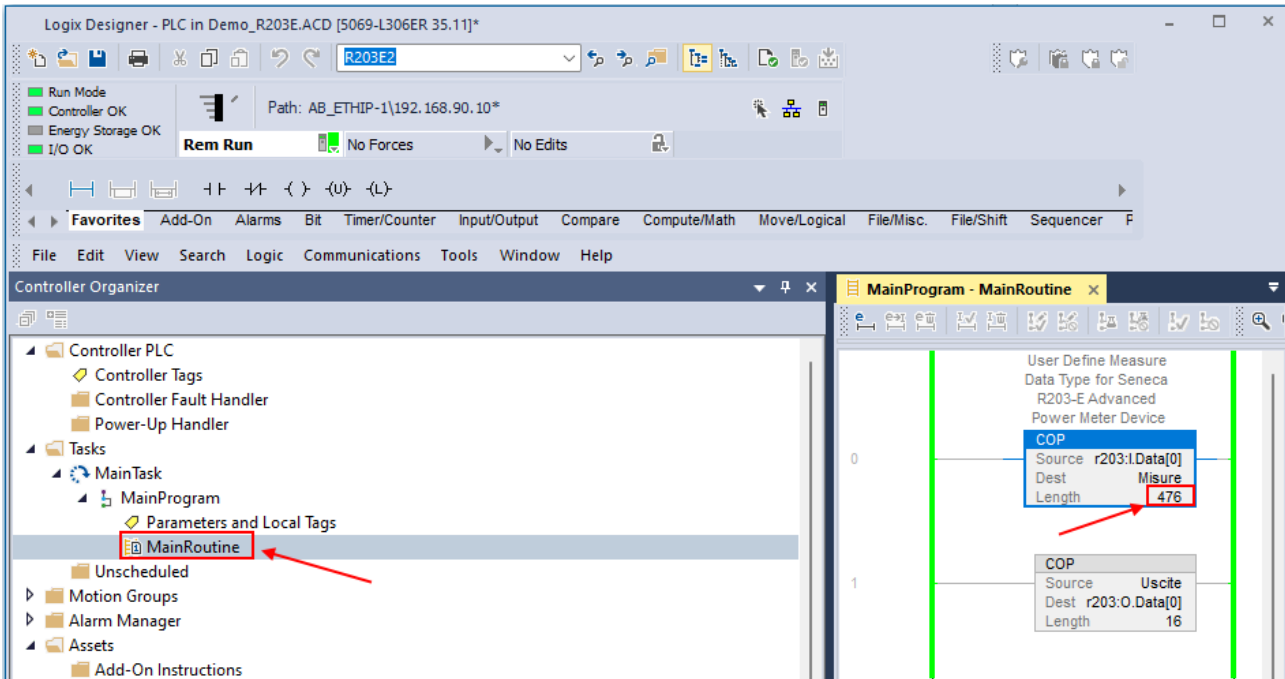 Logix Designer - PLC in Demo_R203E.ACD [5069-L306ER 35.11]*
R203E2
Run Mode
Controller OK
Energy Storage OK
I/O OK
Path: AB_ETHIP-1\192.168.90.10*
Rem Run
No Forces
No Edits
Favorites Add-On Alarms Bit Timer/Counter Input/Output Compare Compute/Math Move/Logical File/Misc. File/Shift Sequencer
File Edit View Search Logic Communications Tools Window Help
Controller Organizer
Controller PLC
Controller Tags
Controller Fault Handler
Power-Up Handler
Tasks
MainTask
MainProgram
Parameters and Local Tags
MainRoutine
Unscheduled
Motion Groups
Alarm Manager
Assets
Add-On Instructions
MainProgram - MainRoutine
User Define Measure
Data Type for Seneca
R203-E Advanced
Power Meter Device
COP
0
Source r203:I.Data[0]
Dest Misure
Length 476
COP
1
Source Uscite
Dest r203:O.Data[0]
Length 16